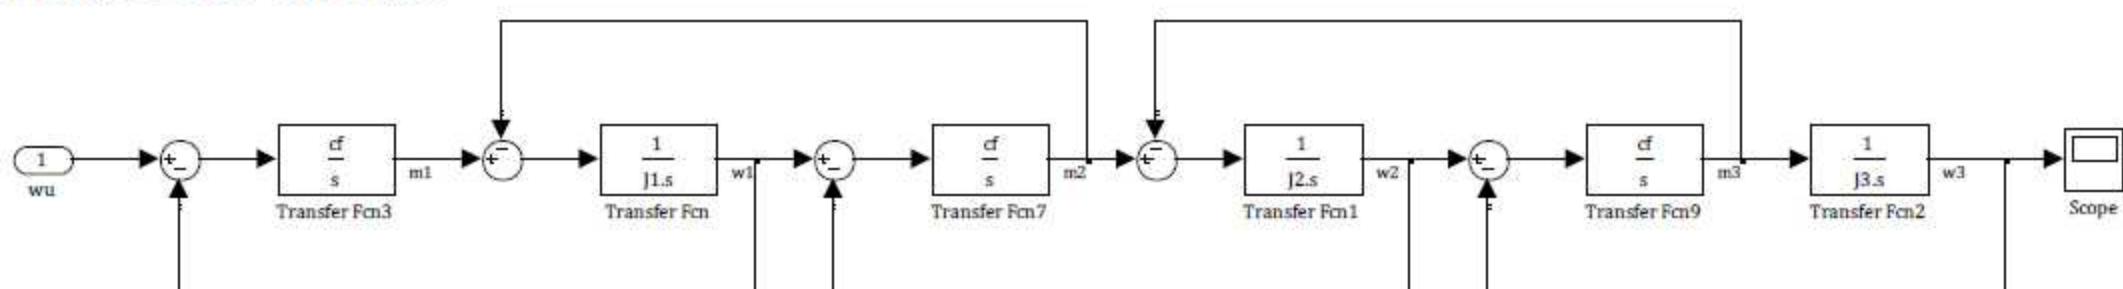 1
wu
+
−
cf
s
Transfer Fcn3
m1
+
−
1
J1.s
Transfer Fcn
w1
+
−
cf
s
Transfer Fcn7
m2
+
−
1
J2.s
Transfer Fcn1
w2
+
−
cf
s
Transfer Fcn9
m3
1
J3.s
Transfer Fcn2
w3
Scope